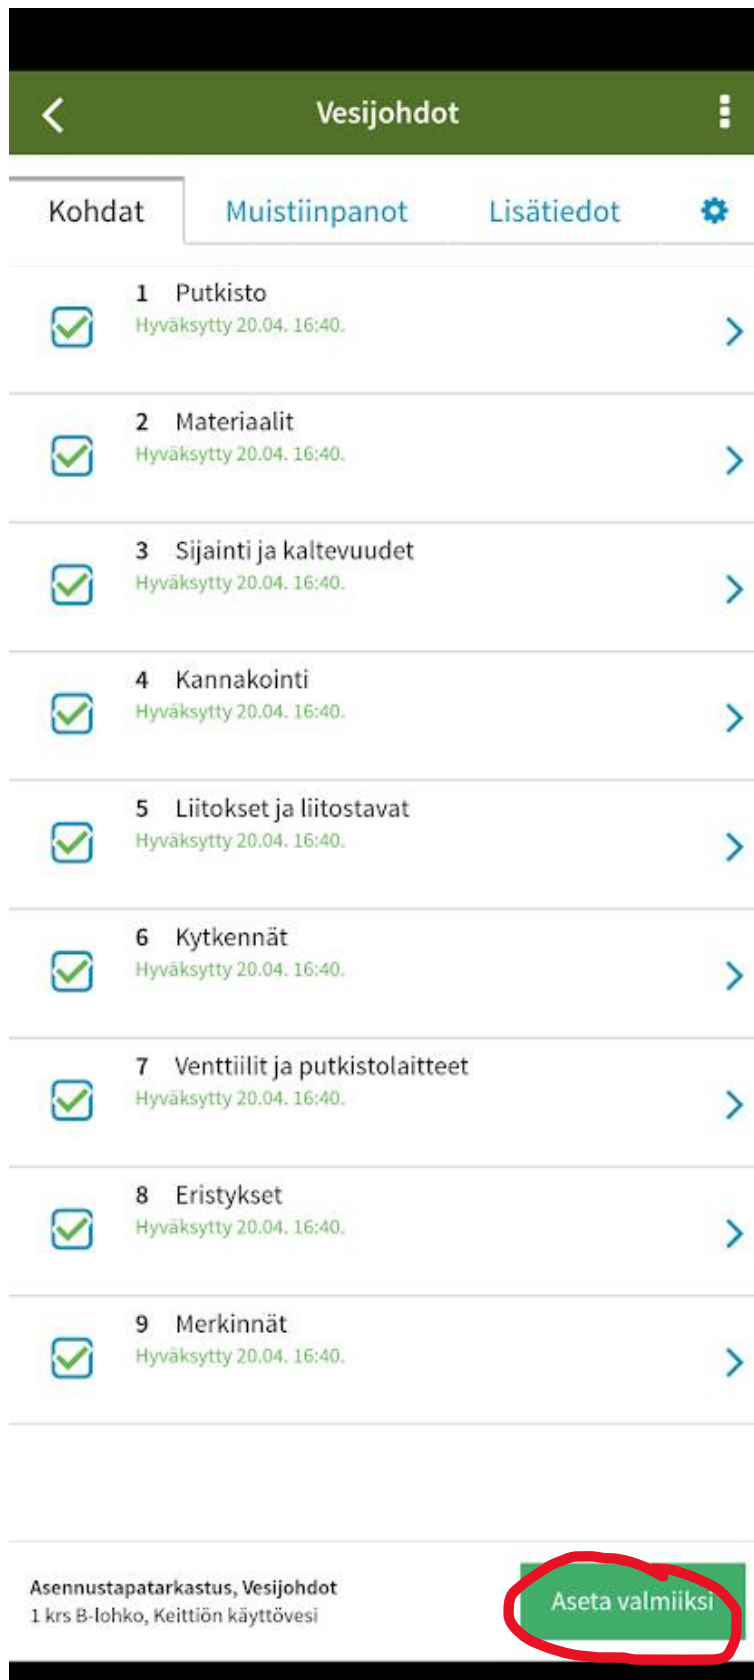 Vesijohdot
Kohdat Muistiinpanot Lisätiedot
1 Putkisto
Hyväksytty 20.04. 16:40.
2 Materiaalit
Hyväksytty 20.04. 16:40.
3 Sijainti ja kaltevuudet
Hyväksytty 20.04. 16:40.
4 Kannakointi
Hyväksytty 20.04. 16:40.
5 Liitokset ja liitostavat
Hyväksytty 20.04. 16:40.
6 Kytkennät
Hyväksytty 20.04. 16:40.
7 Venttiilit ja putkistolaitteet
Hyväksytty 20.04. 16:40.
8 Eristykset
Hyväksytty 20.04. 16:40.
9 Merkinnät
Hyväksytty 20.04. 16:40.
Asennustapatarkastus, Vesijohdot
1 krs B-lohko, Keittiön käyttövesi
Aseta valmiiksi